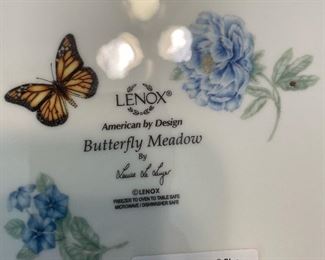 LENOX®
American by Design
Butterfly Meadow
By
Louise Le Luyer
©LENOX
FREEZER TO OVEN TO TABLE SAFE
MICROWAVE / DISHWASHER SAFE